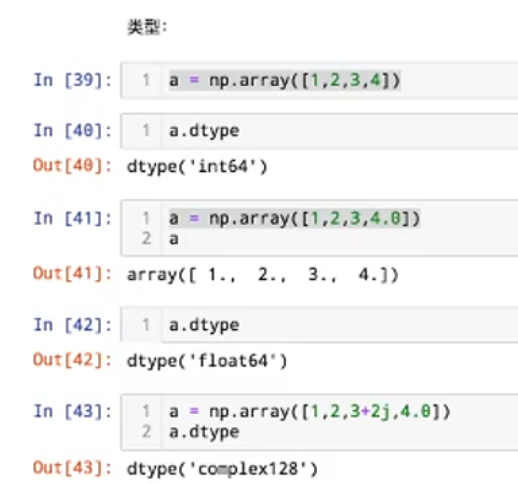 类型:
In [39]: 1 a = np.array([1,2,3,4])
In [40]: 1 a.dtype
Out[40]: dtype('int64')
In [41]: 1 a = np.array([1,2,3,4.0])
2 a
Out[41]: array([ 1.,  2.,  3.,  4.])
In [42]: 1 a.dtype
Out[42]: dtype('float64')
In [43]: 1 a = np.array([1,2,3+2j,4.0])
2 a.dtype
Out[43]: dtype('complex128')